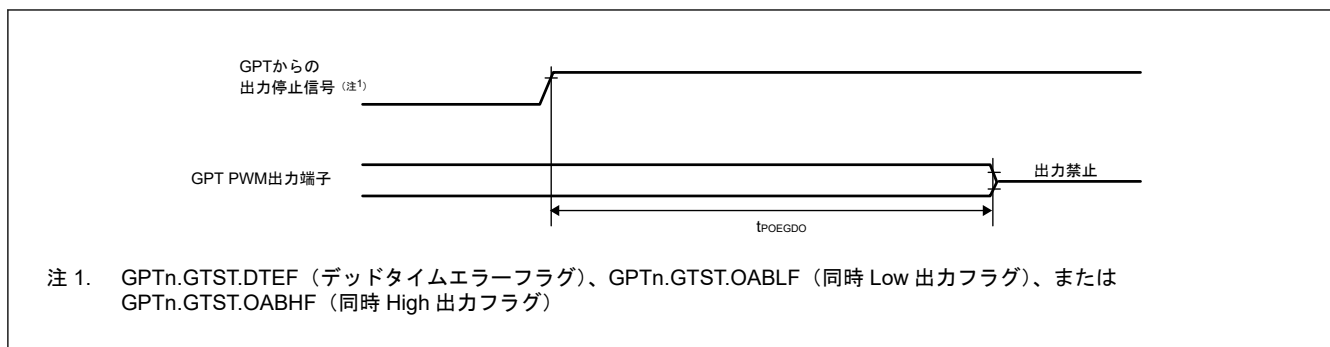 GPTからの
出力停止信号（注1）
GPT PWM出力端子
出力禁止
tPOEGDO
注 1. GPTn.GTST.DTEF（デッドタイムエラーフラグ）、GPTn.GTST.OABLF（同時 Low 出力フラグ）、または
GPTn.GTST.OABHF（同時 High 出力フラグ）